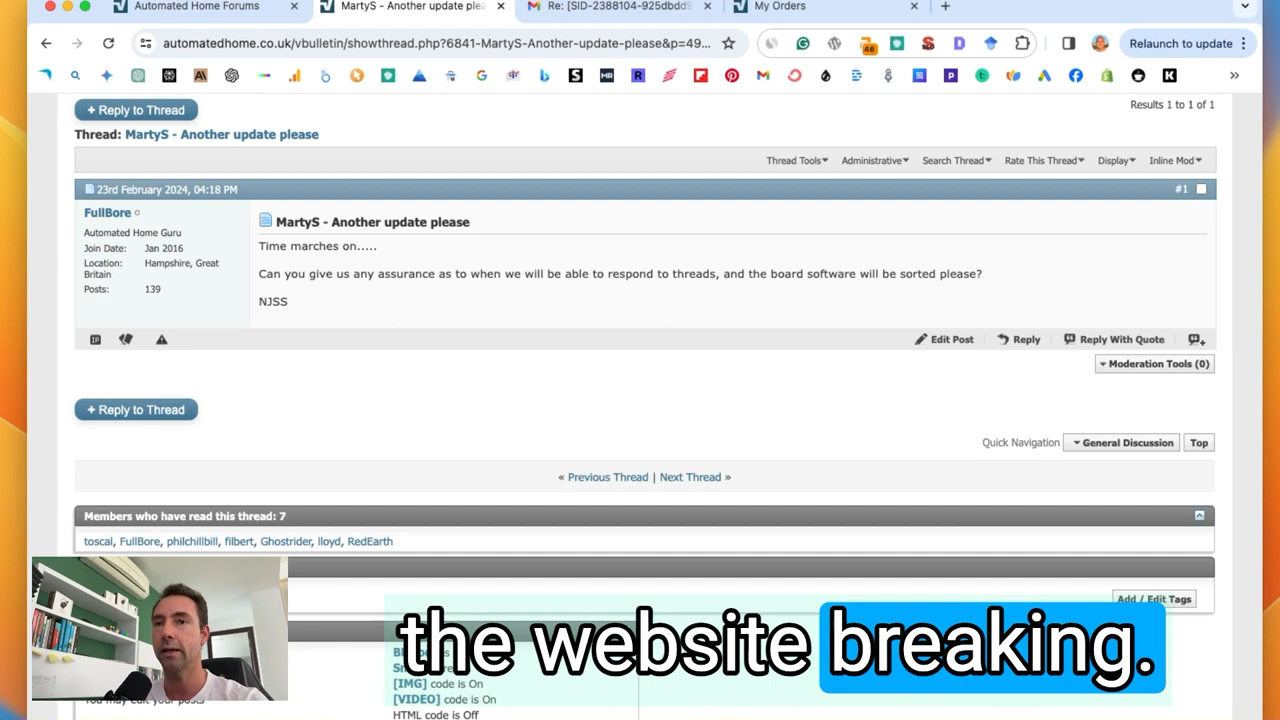 Automated Home Forums
MartyS - Another update plea
Re: [SID-2388104-925dbdd9
My Orders
automatedhome.co.uk/vbulletin/showthread.php?6841-MartyS-Another-update-please&p=49...
46
Relaunch to update
+ Reply to Thread
Results 1 to 1 of 1
Thread: MartyS - Another update please
Thread Tools
Administrative
Search Thread
Rate This Thread
Display
Inline Mod
23rd February 2024, 04:18 PM
#1
FullBore
Automated Home Guru
Join Date: Jan 2016
Location: Hampshire, Great Britain
Posts: 139
MartyS - Another update please
Time marches on.....
Can you give us any assurance as to when we will be able to respond to threads, and the board software will be sorted please?
NJSS
Edit Post
Reply
Reply With Quote
Moderation Tools (0)
+ Reply to Thread
Quick Navigation
General Discussion
Top
« Previous Thread | Next Thread »
Members who have read this thread: 7
toscal, FullBore, philchillbill, filbert, Ghostrider, lloyd, RedEarth
Add / Edit Tags
the website breaking.
[IMG] code is On
[VIDEO] code is On
HTML code is Off